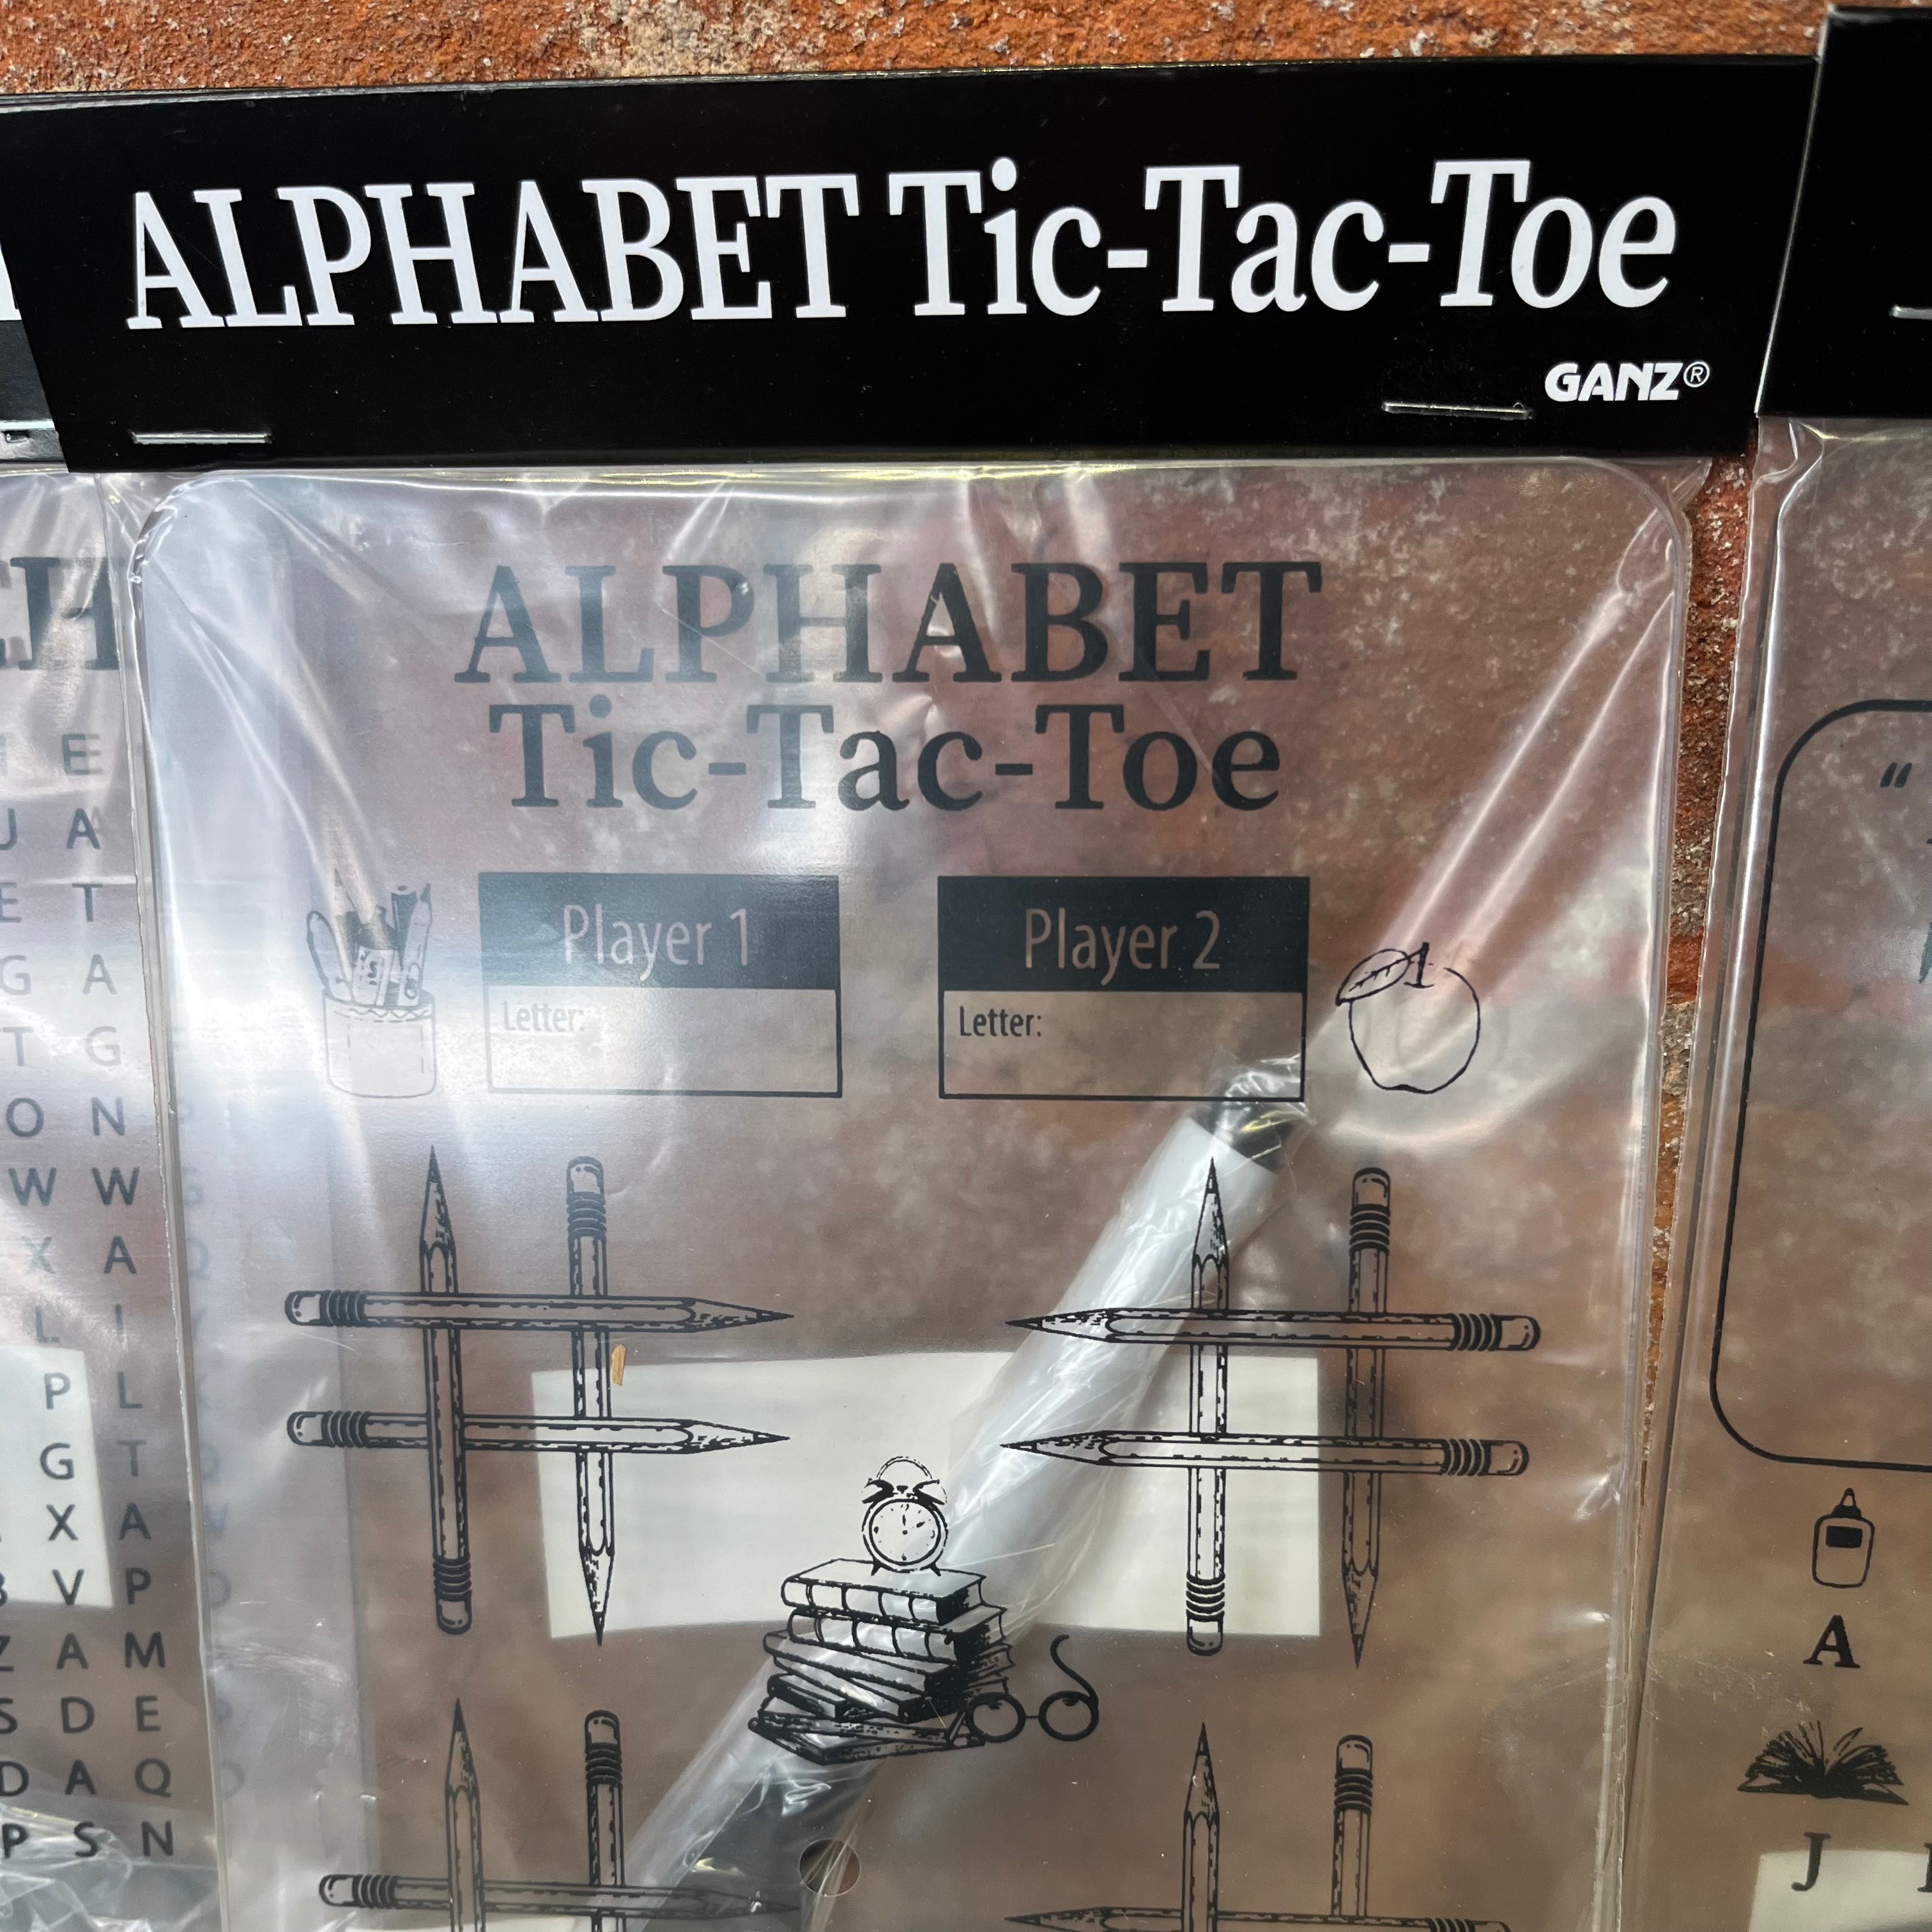 ALPHABET Tic-Tac-Toe
GANZ®
ALPHABET
Tic-Tac-Toe
Player 1
Player 2
Letter:
Letter:
E
J A
E T
G A
T G
O N
W W
X A
L I
P L
G T
X A
V P
Z A M
S D E
D A Q
P S N
A
J